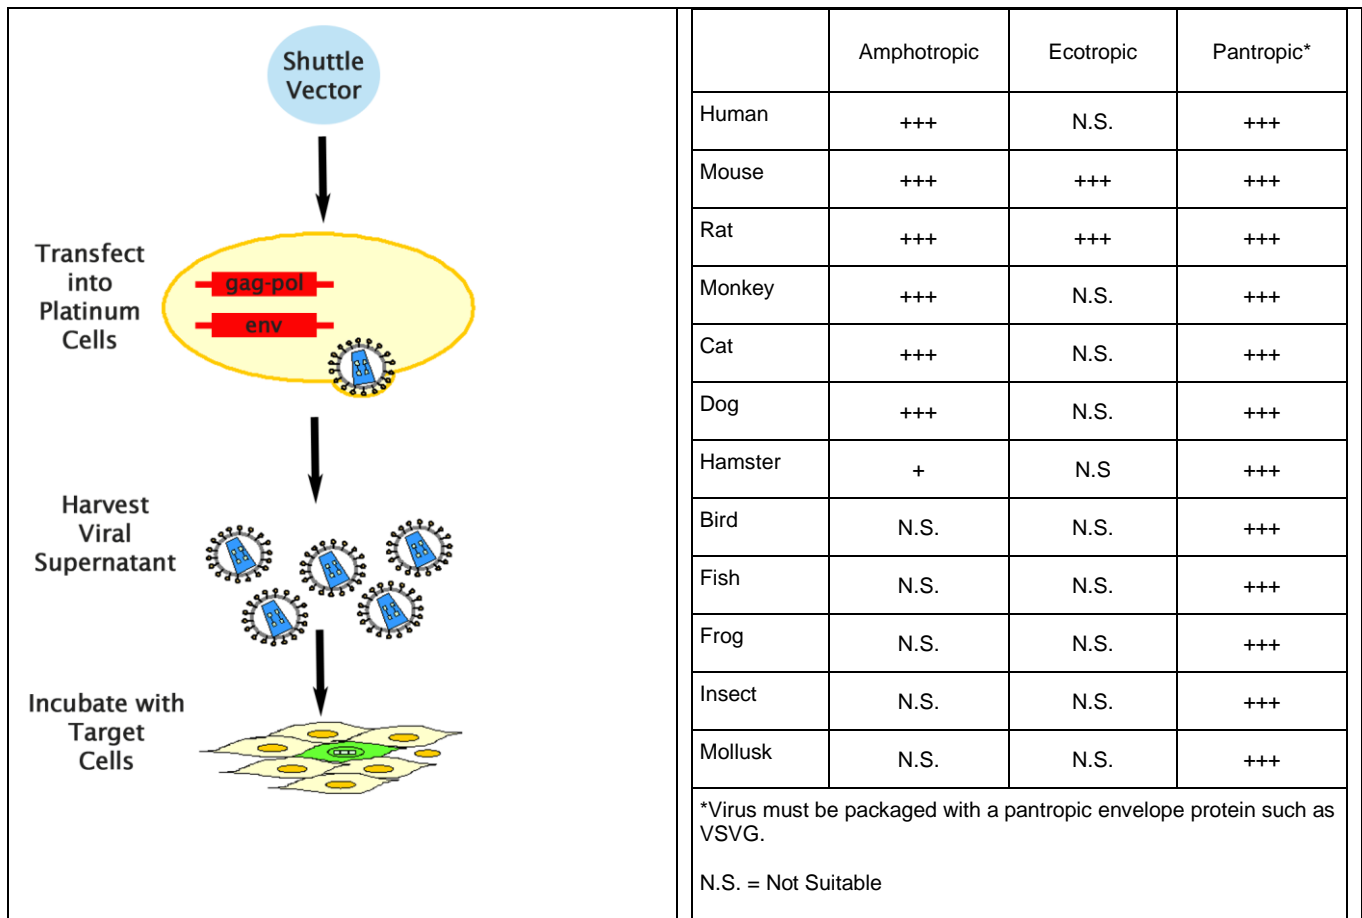 Shuttle
Vector
Transfect
into
Platinum
Cells
gag-pol
env
Harvest
Viral
Supernatant
Incubate with
Target
Cells
Amphotropic Ecotropic Pantropic*
Human +++ N.S. +++
Mouse +++ +++ +++
Rat +++ +++ +++
Monkey +++ N.S. +++
Cat +++ N.S. +++
Dog +++ N.S. +++
Hamster + N.S +++
Bird N.S. N.S. +++
Fish N.S. N.S. +++
Frog N.S. N.S. +++
Insect N.S. N.S. +++
Mollusk N.S. N.S. +++
*Virus must be packaged with a pantropic envelope protein such as
VSVG.
N.S. = Not Suitable